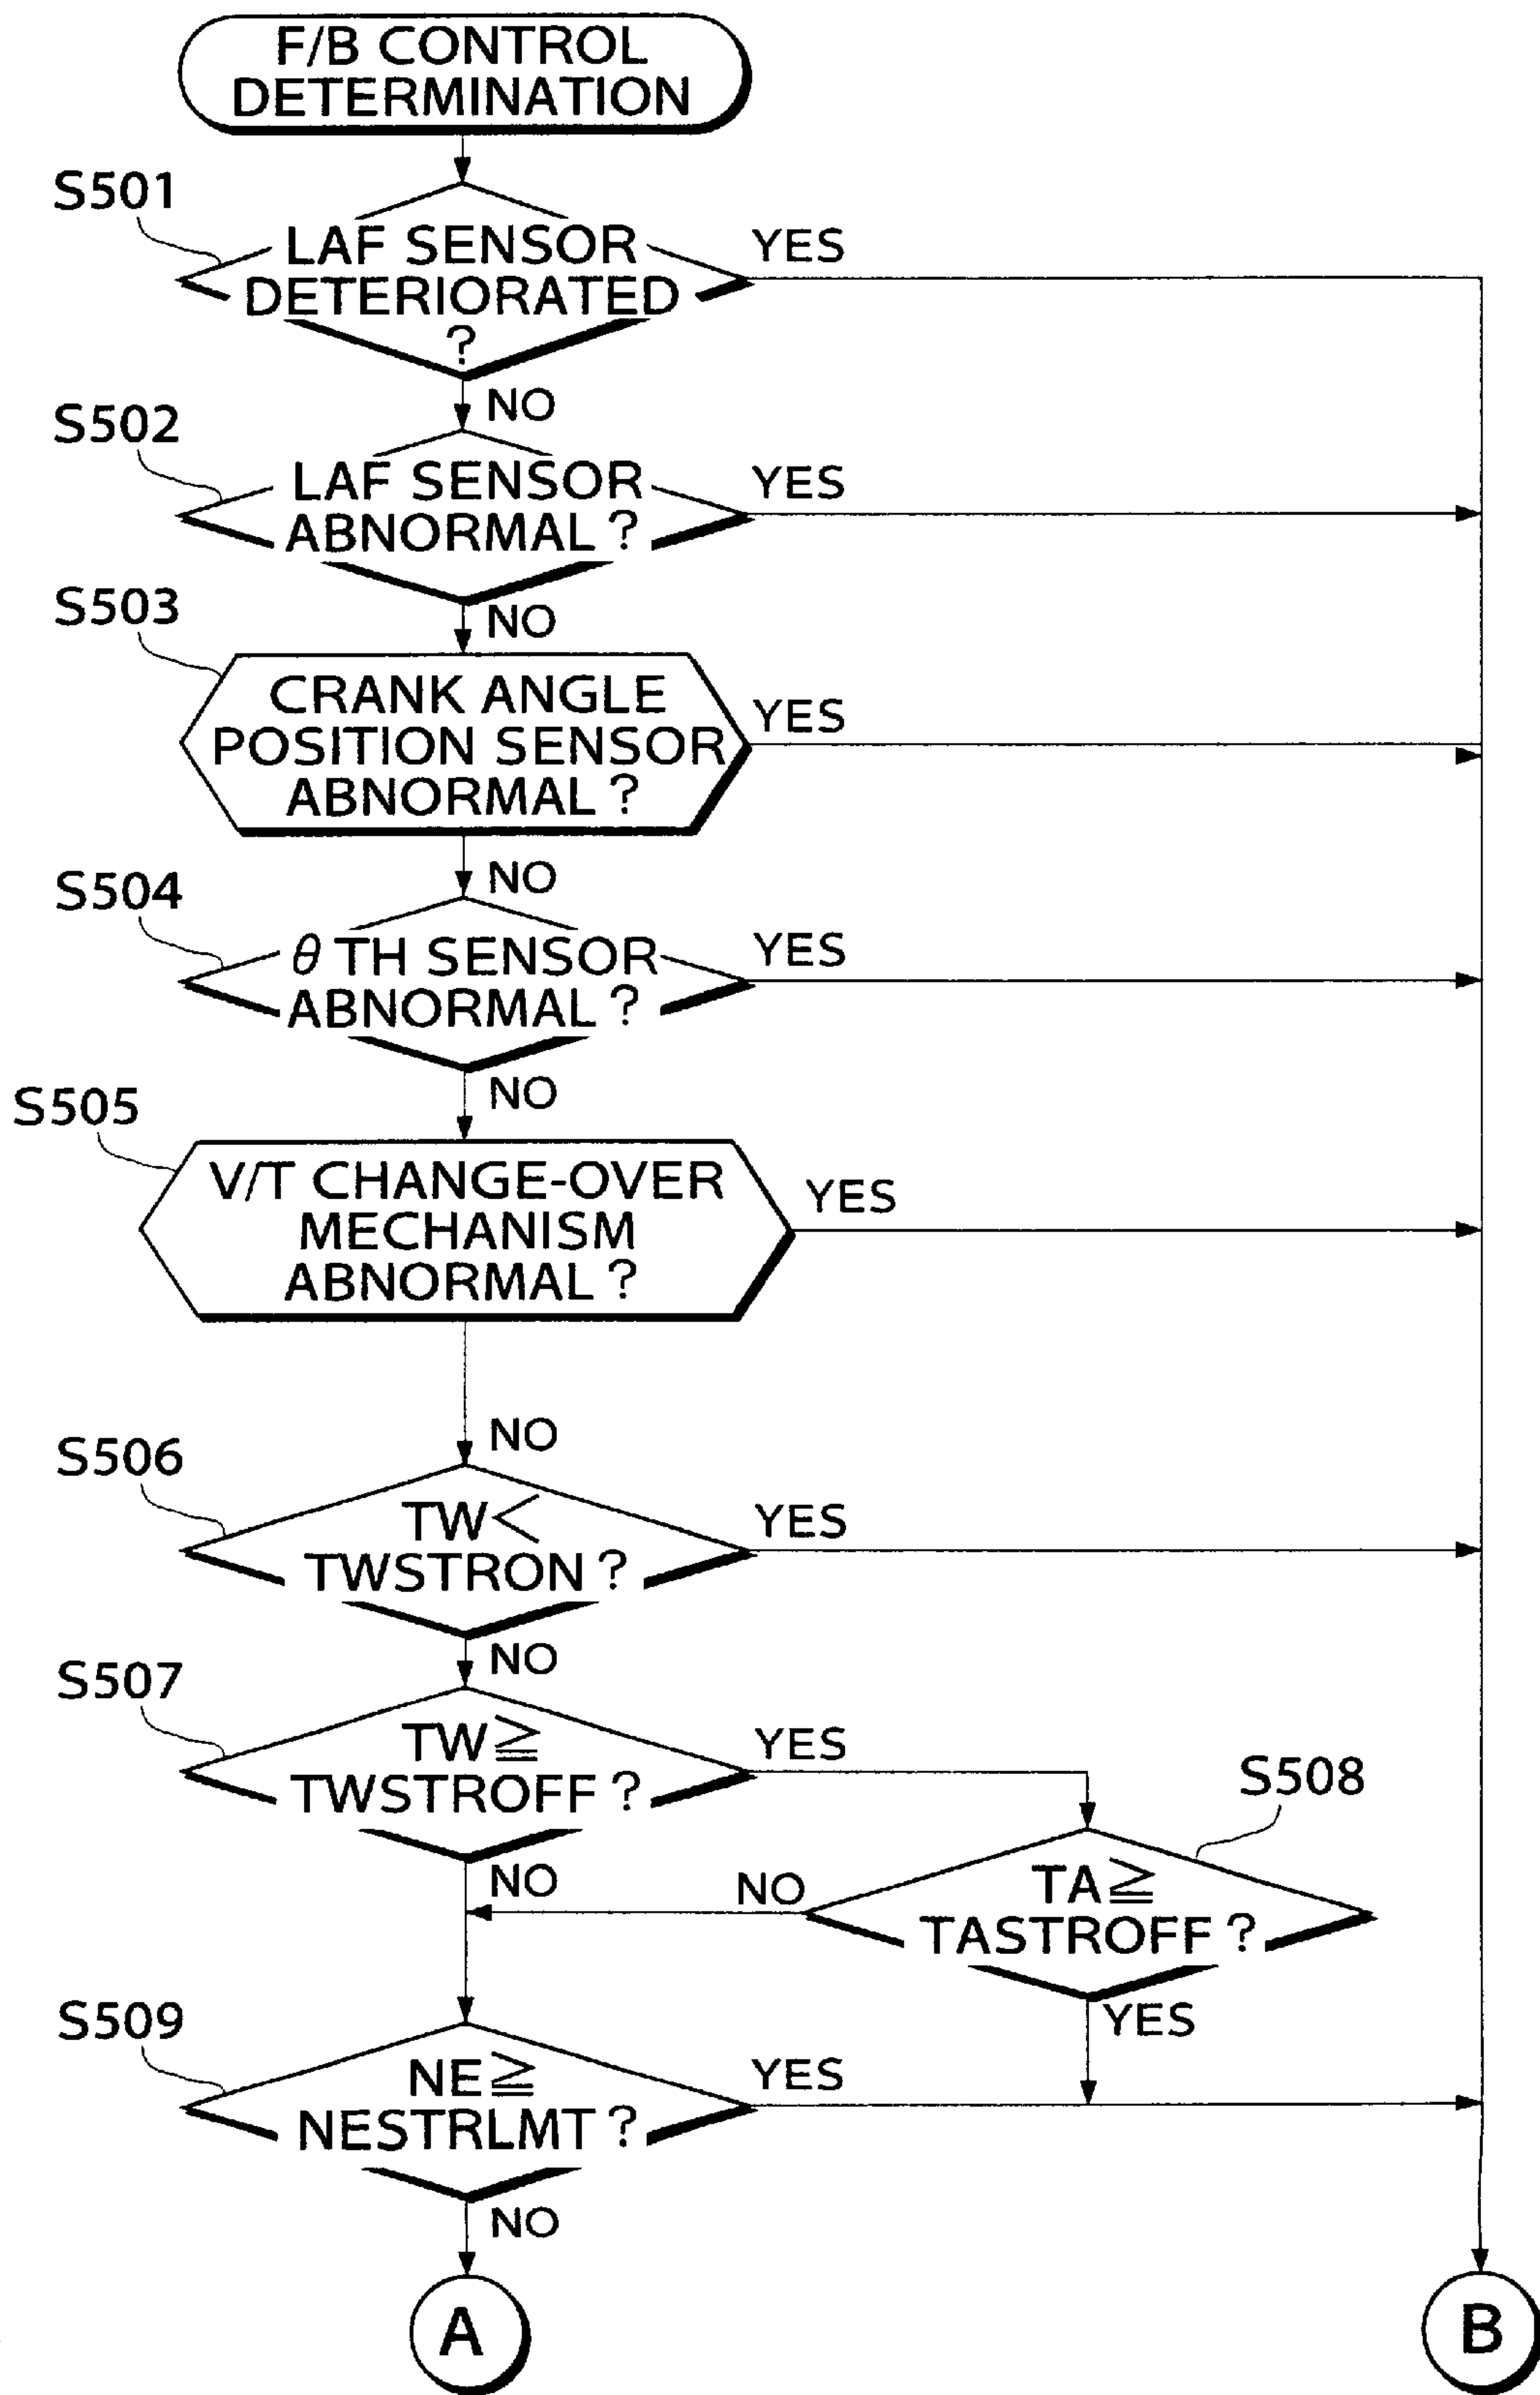 F/B CONTROL
DETERMINATION
S501
LAF SENSOR
DETERIORATED
?
YES
NO
S502
LAF SENSOR
ABNORMAL ?
YES
NO
S503
CRANK ANGLE
POSITION SENSOR
ABNORMAL ?
YES
NO
S504
θ TH SENSOR
ABNORMAL ?
YES
NO
S505
V/T CHANGE-OVER
MECHANISM
ABNORMAL ?
YES
NO
S506
TW<
TWSTRON ?
YES
NO
S507
TW≧
TWSTROFF ?
YES
NO
S508
TA≧
TASTROFF ?
NO
YES
S509
NE≧
NESTRLMT ?
YES
NO
A
B